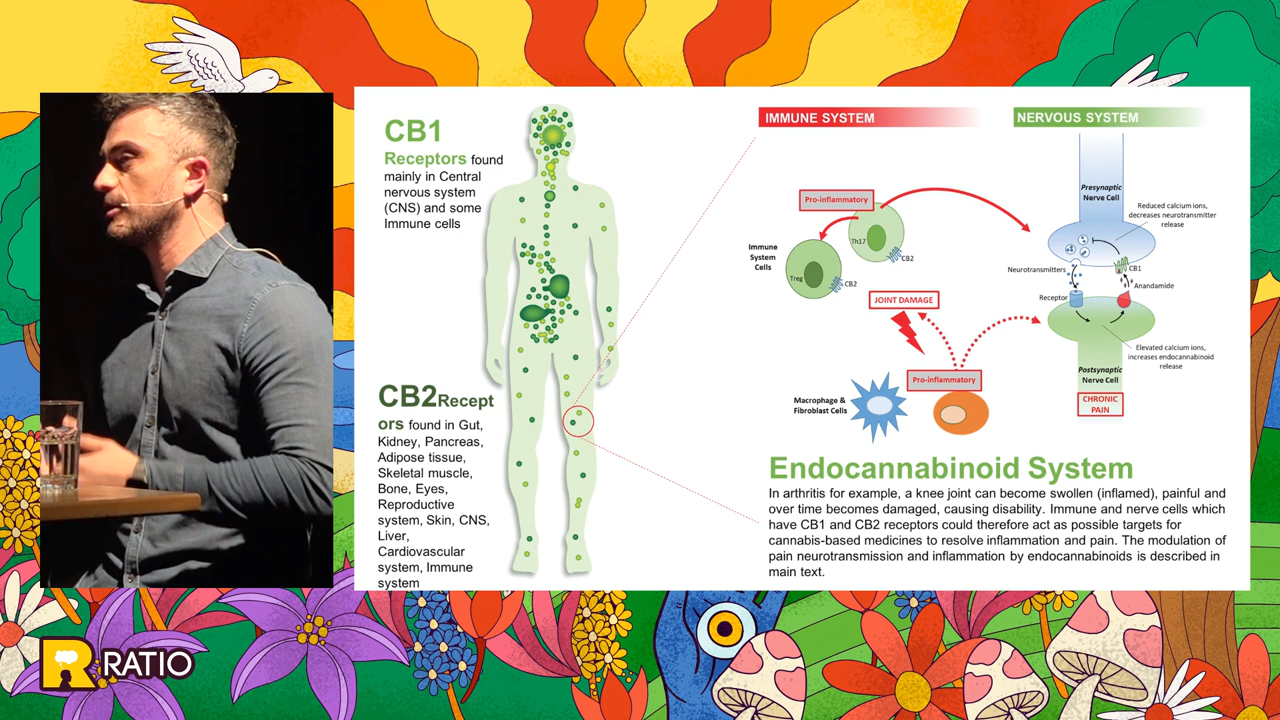 CB1
Receptors found
mainly in Central
nervous system
(CNS) and some
Immune cells
CB2Recept
ors found in Gut,
Kidney, Pancreas,
Adipose tissue,
Skeletal muscle,
Bone, Eyes,
Reproductive
system, Skin, CNS,
Liver,
Cardiovascular
system, Immune
system
IMMUNE SYSTEM
Pro-inflammatory
Th17
CB2
Immune
System
Cells
Treg
CB2
JOINT DAMAGE
Pro-inflammatory
Macrophage &
Fibroblast Cells
NERVOUS SYSTEM
Presynaptic
Nerve Cell
Reduced calcium ions,
decreases neurotransmitter
release
Neurotransmitters
CB1
Anandamide
Receptor
Elevated calcium ions,
increases endocannabinoid
release
Postsynaptic
Nerve Cell
CHRONIC
PAIN
Endocannabinoid System
In arthritis for example, a knee joint can become swollen (inflamed), painful and
over time becomes damaged, causing disability. Immune and nerve cells which
have CB1 and CB2 receptors could therefore act as possible targets for
cannabis-based medicines to resolve inflammation and pain. The modulation of
pain neurotransmission and inflammation by endocannabinoids is described in
main text.
R RATIO